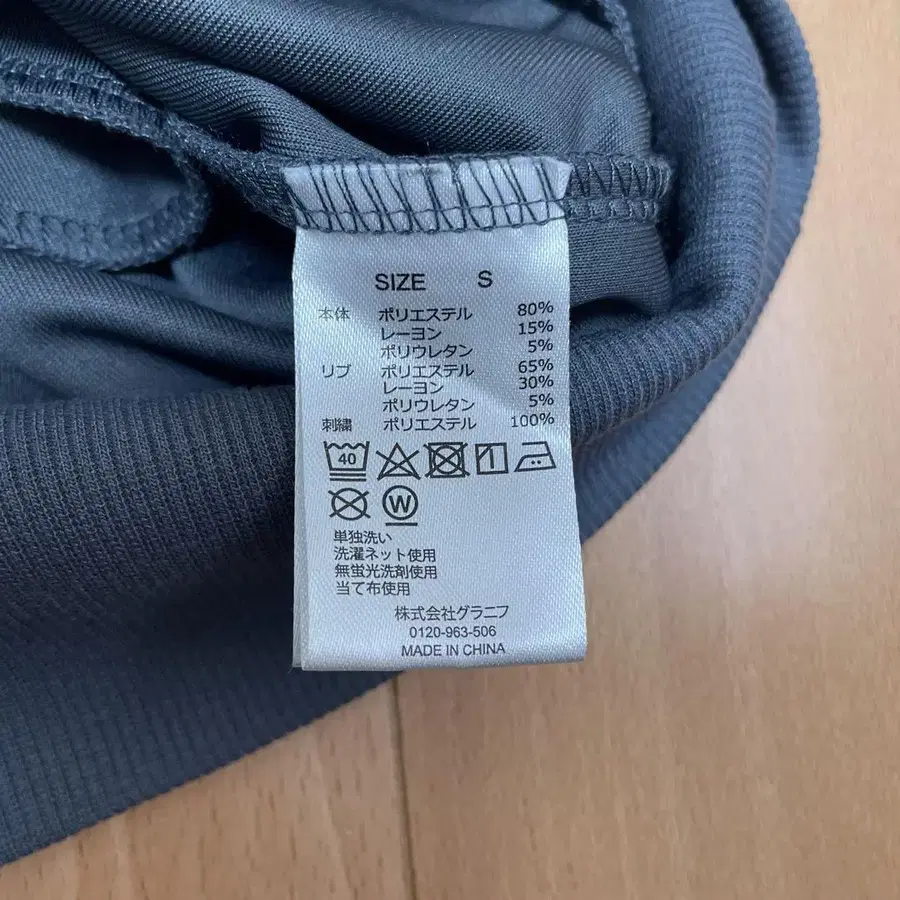 SIZE S
本体 ポリエステル 80%
レーヨン 15%
ポリウレタン 5%
リブ ポリエステル 65%
レーヨン 30%
ポリウレタン 5%
刺繍 ポリエステル 100%
40
W
単独洗い
洗濯ネット使用
無蛍光洗剤使用
当て布使用
株式会社グラニフ
0120-963-506
MADE IN CHINA